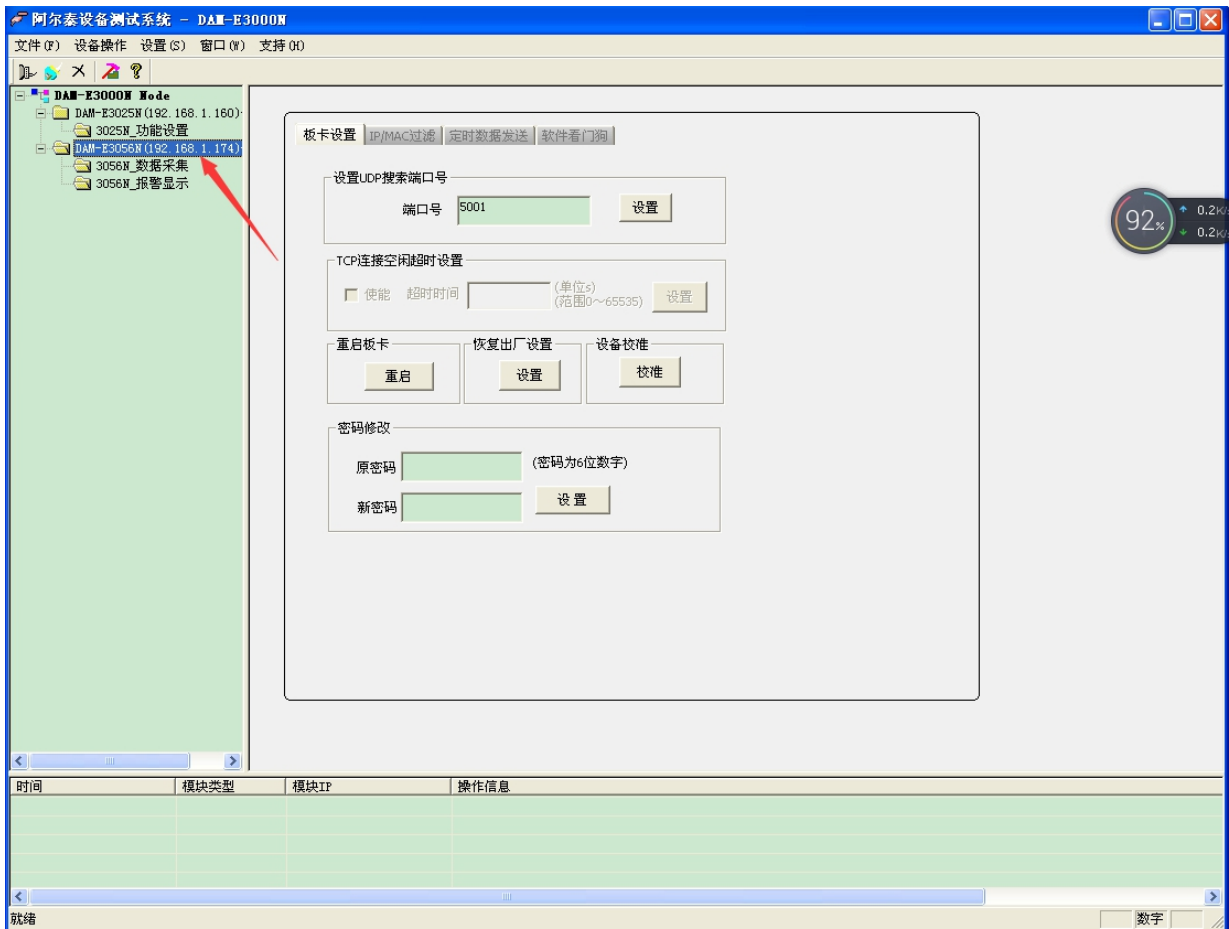 阿尔泰设备测试系统 - DAM-E3000N
文件(F) 设备操作 设置(S) 窗口(W) 支持(H)
DAM-E3000N Node
DAM-E3025N(192.168.1.160)
3025N_功能设置
DAM-E3056N(192.168.1.174)
3056N_数据采集
3056N_报警显示
板卡设置 IP/MAC过滤 定时数据发送 软件看门狗
设置UDP搜索端口号
端口号 5001 设置
TCP连接空闲超时设置
使能 超时时间 (单位s)
(范围0～65535) 设置
重启板卡 恢复出厂设置 设备校准
重启 设置 校准
密码修改
原密码 (密码为6位数字)
新密码 设置
92%
0.2K/
0.2K/
时间 模块类型 模块IP 操作信息
就绪 数字